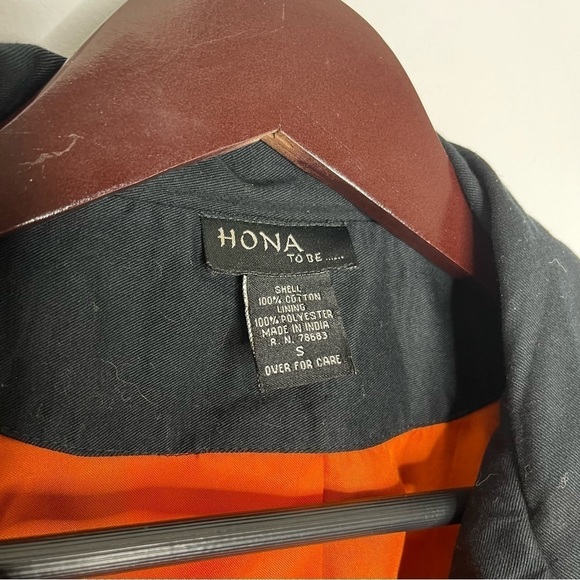 HONA
TO BE ......
SHELL
100% COTTON
LINING
100% POLYESTER
MADE IN INDIA
R. N. 78683
S
OVER FOR CARE